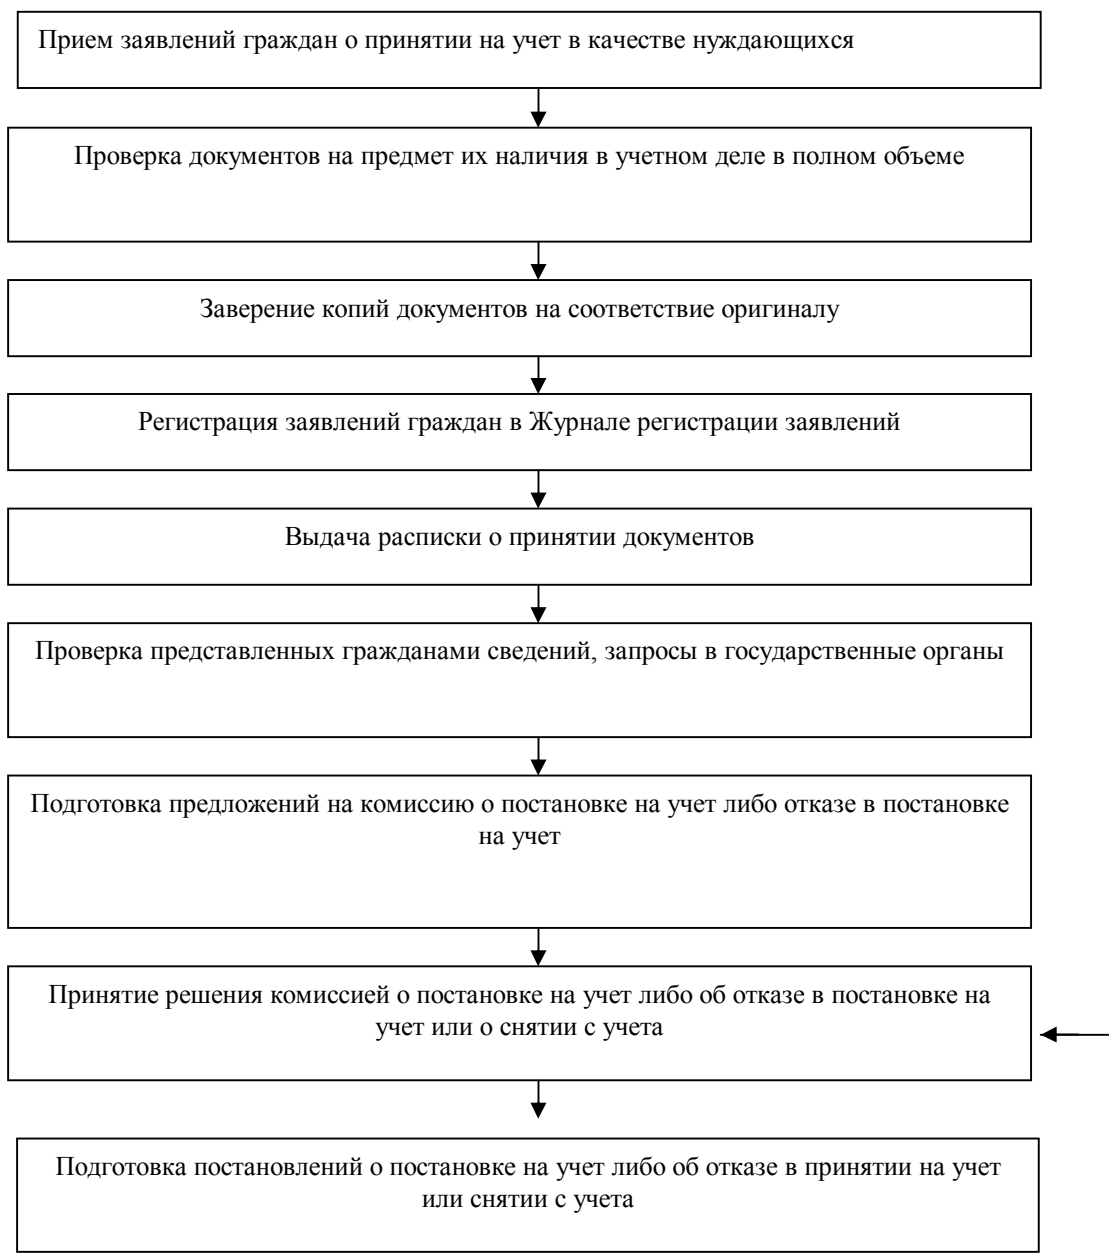 Прием заявлений граждан о принятии на учет в качестве нуждающихся
Проверка документов на предмет их наличия в учетном деле в полном объеме
Заверение копий документов на соответствие оригиналу
Регистрация заявлений граждан в Журнале регистрации заявлений
Выдача расписки о принятии документов
Проверка представленных гражданами сведений, запросы в государственные органы
Подготовка предложений на комиссию о постановке на учет либо отказе в постановке
на учет
Принятие решения комиссией о постановке на учет либо об отказе в постановке на
учет или о снятии с учета
Подготовка постановлений о постановке на учет либо об отказе в принятии на учет
или снятии с учета